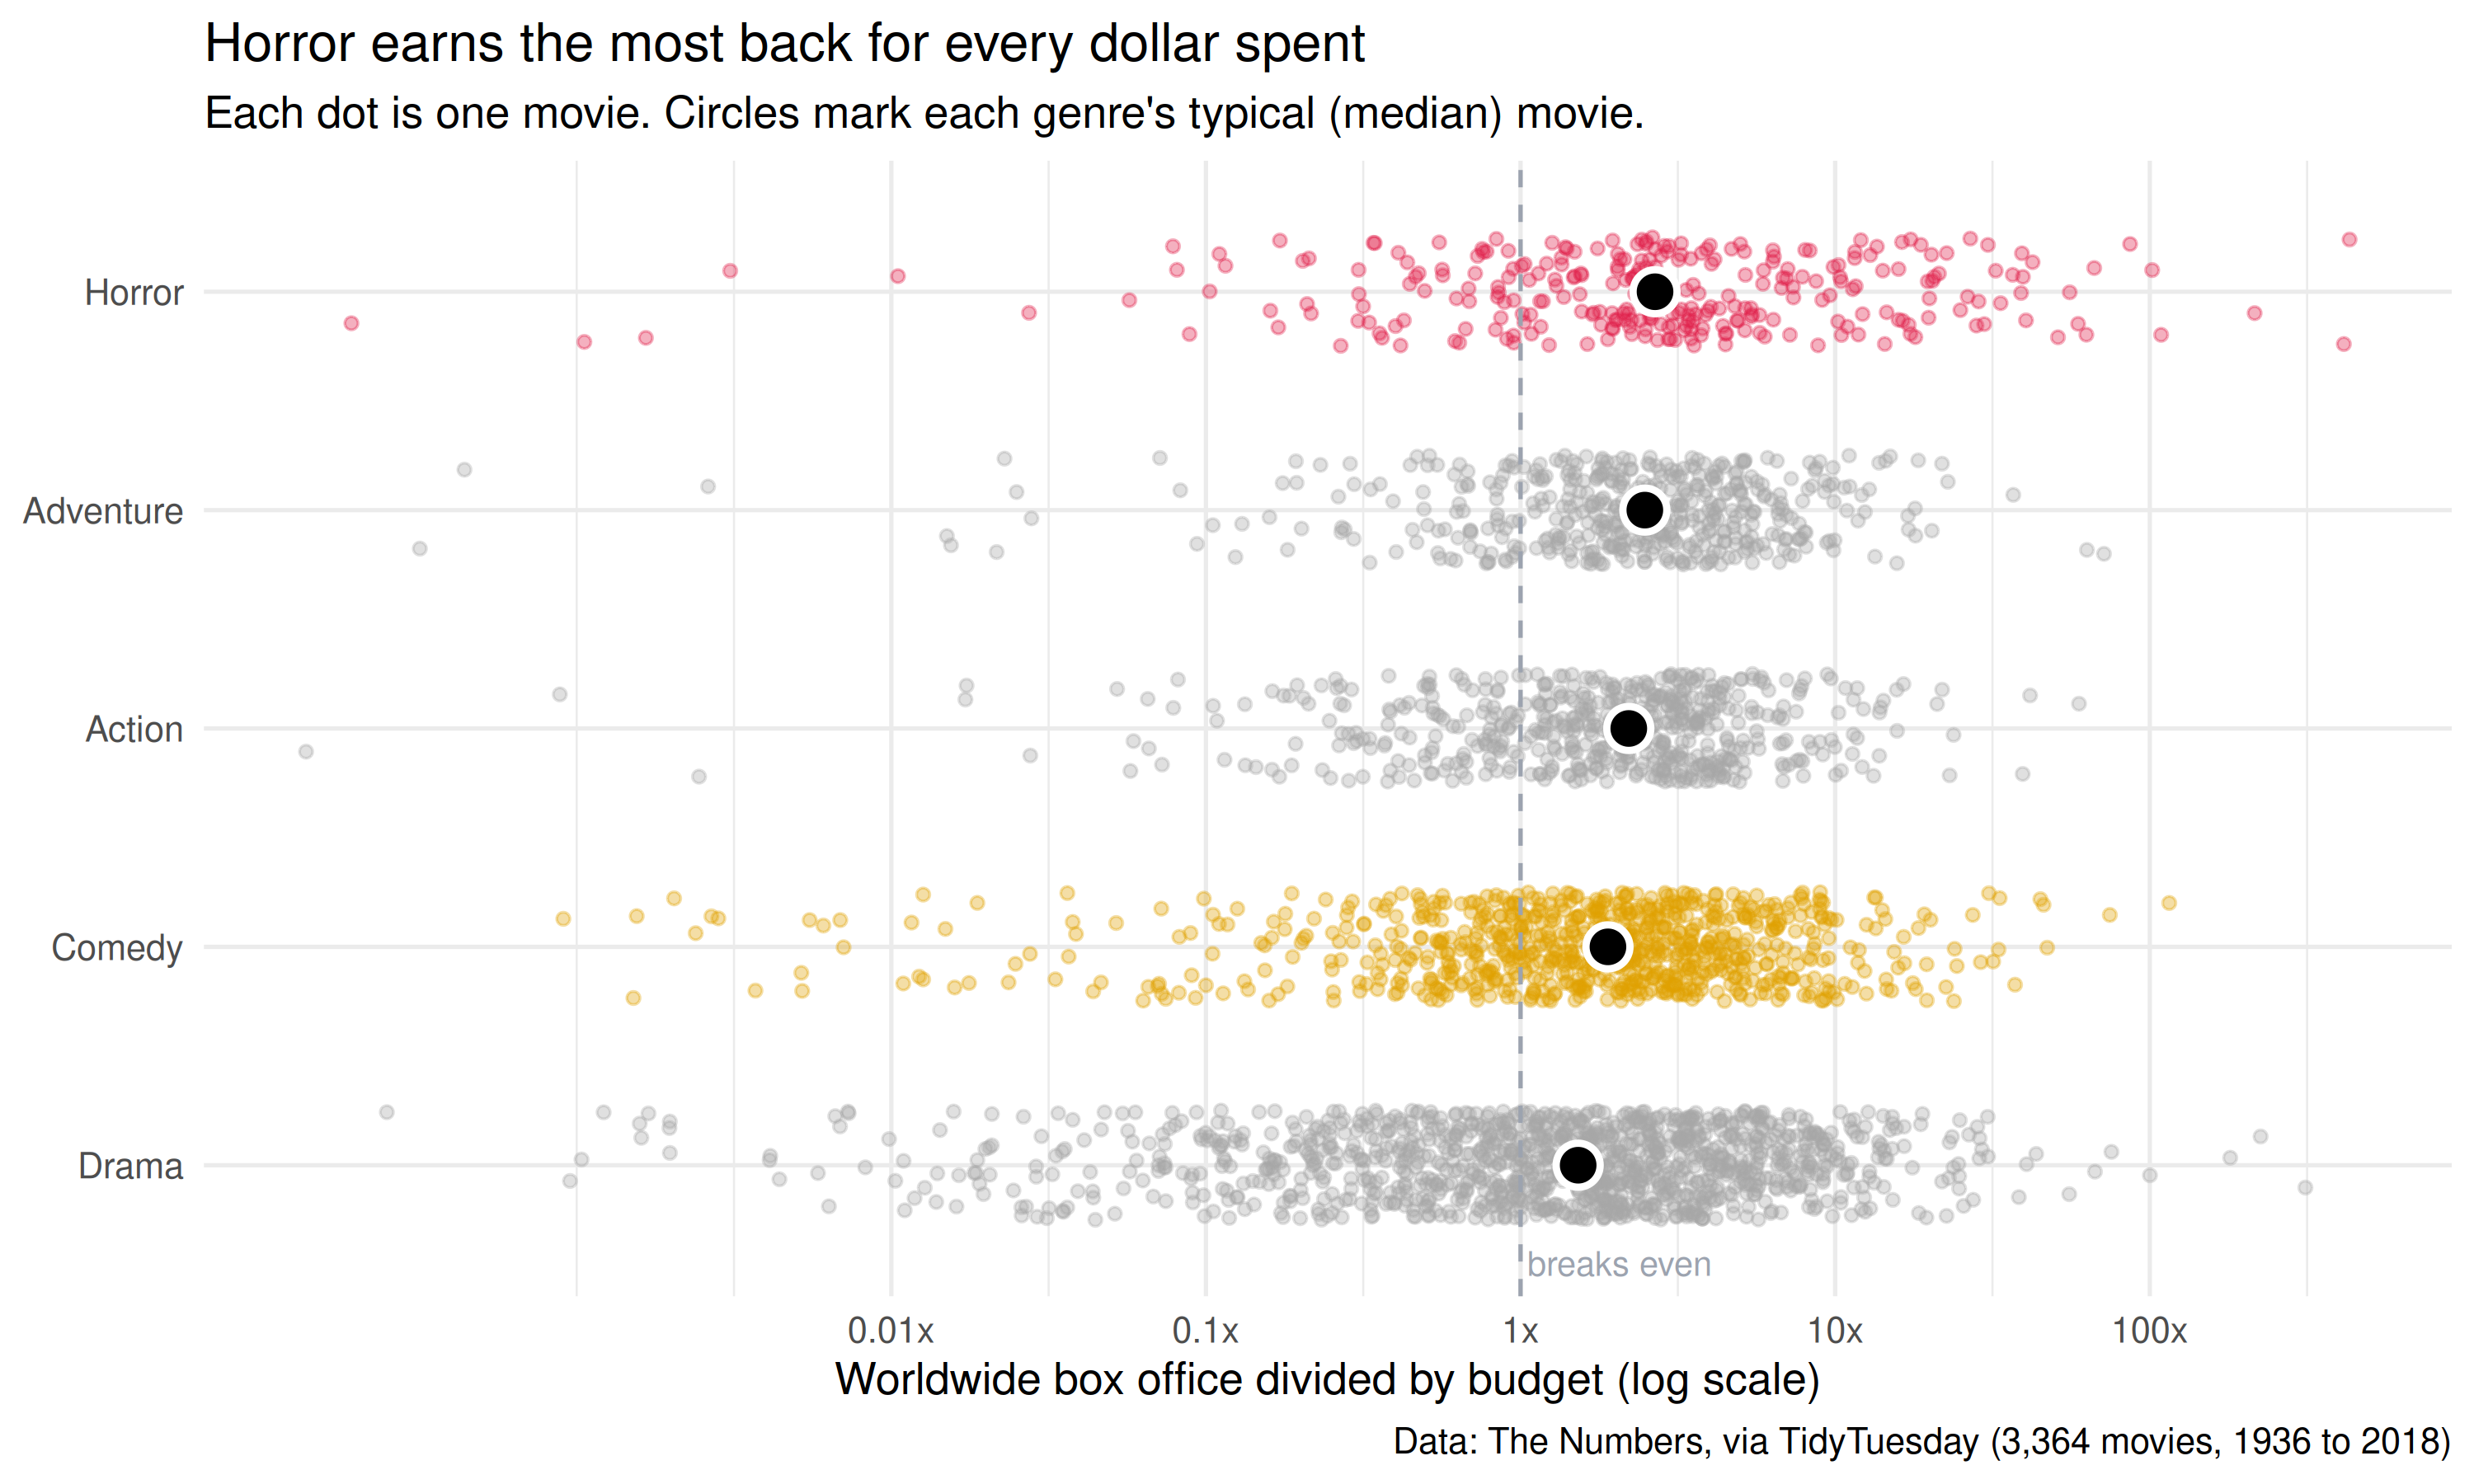 Horror earns the most back for every dollar spent
Each dot is one movie. Circles mark each genre's typical (median) movie.
Horror
Adventure
Action
Comedy
Drama
breaks even
0.01x 0.1x 1x 10x 100x
Worldwide box office divided by budget (log scale)
Data: The Numbers, via TidyTuesday (3,364 movies, 1936 to 2018)